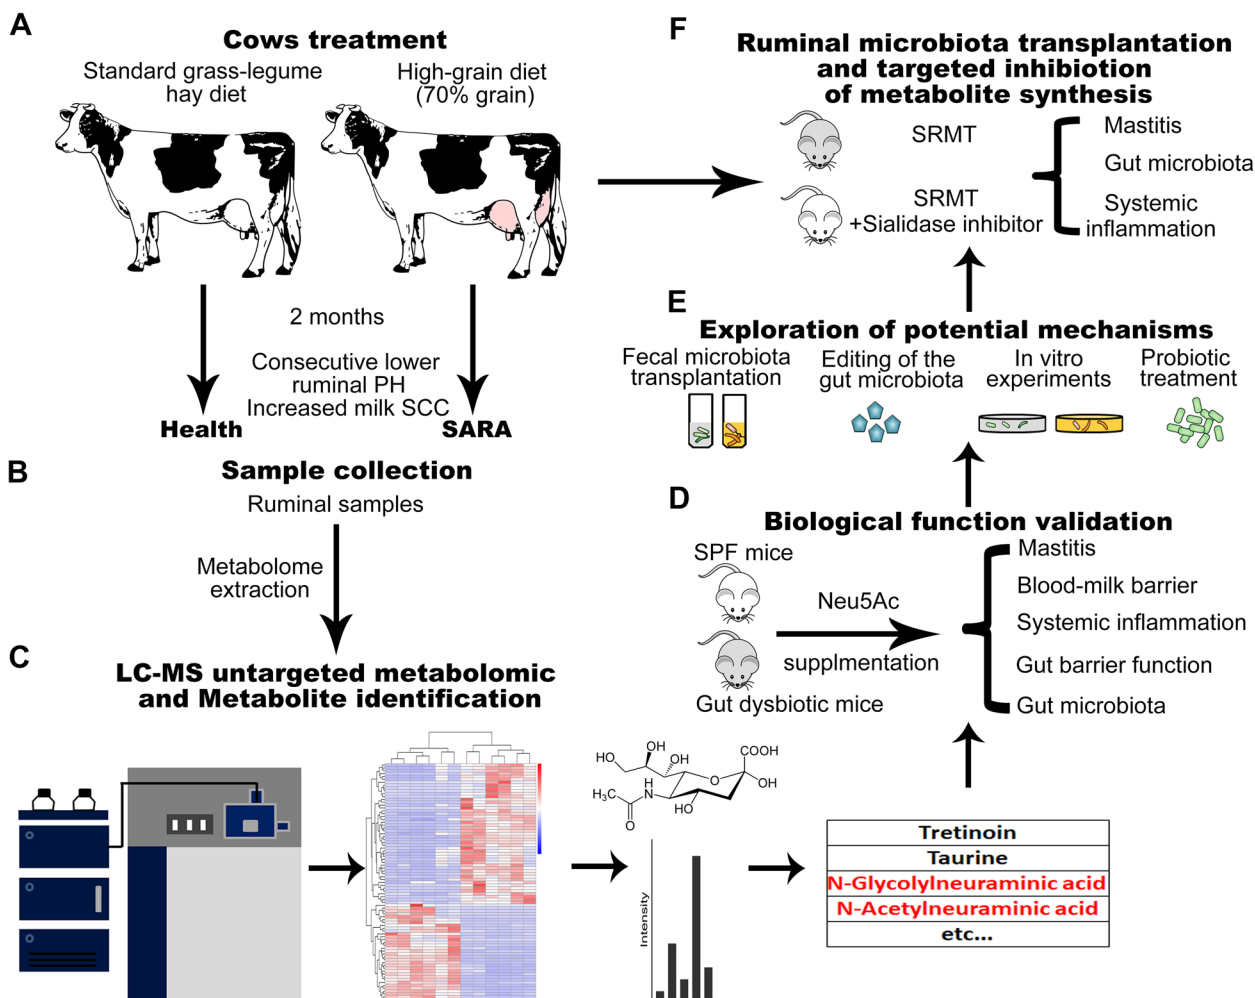 A
Cows treatment
Standard grass-legume
hay diet
High-grain diet
(70% grain)
2 months
Consecutive lower
ruminal PH
Increased milk SCC
Health
SARA
B
Sample collection
Ruminal samples
Metabolome
extraction
C
LC-MS untargeted metabolomic
and Metabolite identification
HO
OH
OH
COOH
OH
O
H
N
H₃C
O
HO
Intensity
Tretinoin
Taurine
N-Glycolylneuraminic acid
N-Acetylneuraminic acid
etc...
D
Biological function validation
SPF mice
Neu5Ac
supplmentation
Gut dysbiotic mice
Mastitis
Blood-milk barrier
Systemic inflammation
Gut barrier function
Gut microbiota
E
Exploration of potential mechanisms
Fecal microbiota
transplantation
Editing of the
gut microbiota
In vitro
experiments
Probiotic
treatment
F
Ruminal microbiota transplantation
and targeted inhibiotion
of metabolite synthesis
SRMT
SRMT
+Sialidase inhibitor
Mastitis
Gut microbiota
Systemic
inflammation